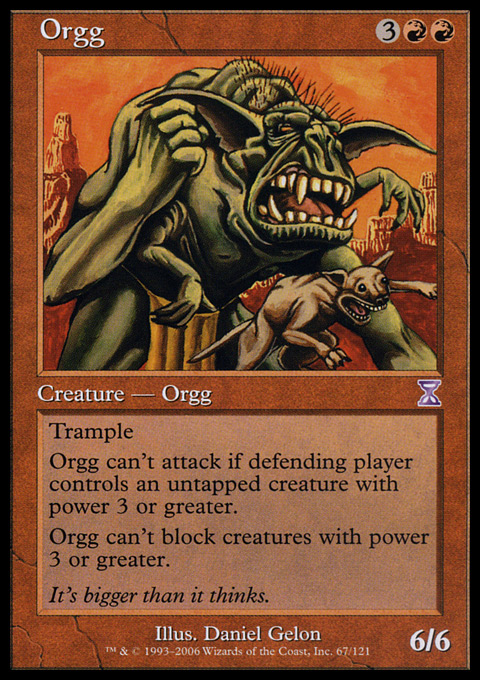 Orgg 3
Creature — Orgg
Trample
Orgg can't attack if defending player
controls an untapped creature with
power 3 or greater.
Orgg can't block creatures with power
3 or greater.
It's bigger than it thinks.
Illus. Daniel Gelon
™ & © 1993–2006 Wizards of the Coast, Inc. 67/121
6/6